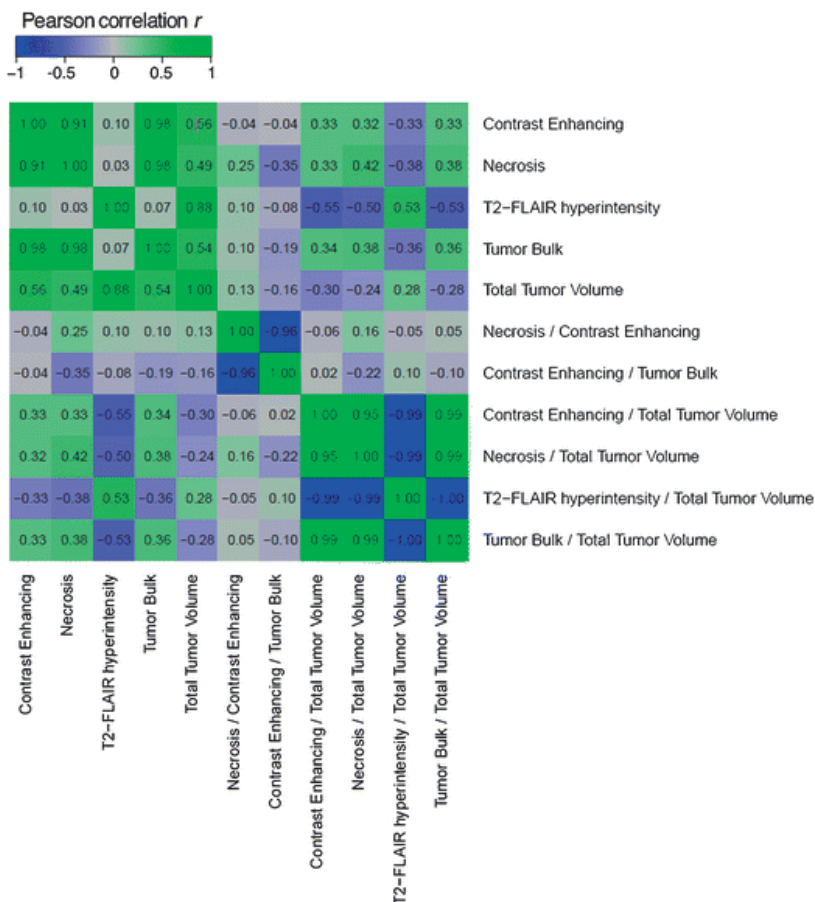 Pearson correlation r
−1 -0.5 0 0.5 1
1.00 0.91 0.10 0.98 0.56 −0.04 −0.04 0.33 0.32 −0.33 0.33 Contrast Enhancing
0.91 1.00 0.03 0.98 0.49 0.25 −0.35 0.33 0.42 −0.38 0.38 Necrosis
0.10 0.03 1.00 0.07 0.88 0.10 −0.08 −0.55 −0.50 0.53 −0.53 T2−FLAIR hyperintensity
0.98 0.98 0.07 1.00 0.54 0.10 −0.19 0.34 0.38 −0.36 0.36 Tumor Bulk
0.56 0.49 0.88 0.54 1.00 0.13 −0.16 −0.30 −0.24 0.28 −0.28 Total Tumor Volume
−0.04 0.25 0.10 0.10 0.13 1.00 −0.96 −0.06 0.16 −0.05 0.05 Necrosis / Contrast Enhancing
−0.04 −0.35 −0.08 −0.19 −0.16 −0.96 1.00 0.02 −0.22 0.10 −0.10 Contrast Enhancing / Tumor Bulk
0.33 0.33 −0.55 0.34 −0.30 −0.06 0.02 1.00 0.95 −0.99 0.99 Contrast Enhancing / Total Tumor Volume
0.32 0.42 −0.50 0.38 −0.24 0.16 −0.22 0.95 1.00 −0.99 0.99 Necrosis / Total Tumor Volume
−0.33 −0.38 0.53 −0.36 0.28 −0.05 0.10 −0.99 −0.99 1.00 −1.00 T2−FLAIR hyperintensity / Total Tumor Volume
0.33 0.38 −0.53 0.36 −0.28 0.05 −0.10 0.99 0.99 −1.00 1.00 Tumor Bulk / Total Tumor Volume
Contrast Enhancing
Necrosis
T2−FLAIR hyperintensity
Tumor Bulk
Total Tumor Volume
Necrosis / Contrast Enhancing
Contrast Enhancing / Tumor Bulk
Contrast Enhancing / Total Tumor Volume
Necrosis / Total Tumor Volume
T2−FLAIR hyperintensity / Total Tumor Volume
Tumor Bulk / Total Tumor Volume